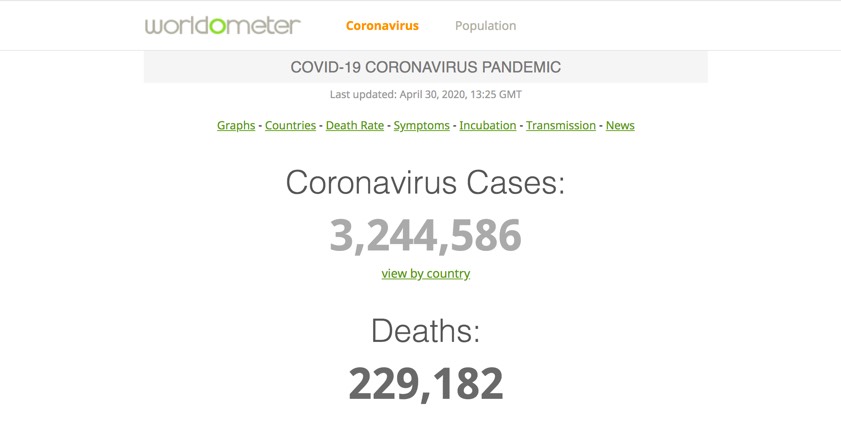 worldometer Coronavirus Population
COVID-19 CORONAVIRUS PANDEMIC
Last updated: April 30, 2020, 13:25 GMT
Graphs - Countries - Death Rate - Symptoms - Incubation - Transmission - News
Coronavirus Cases:
3,244,586
view by country
Deaths:
229,182